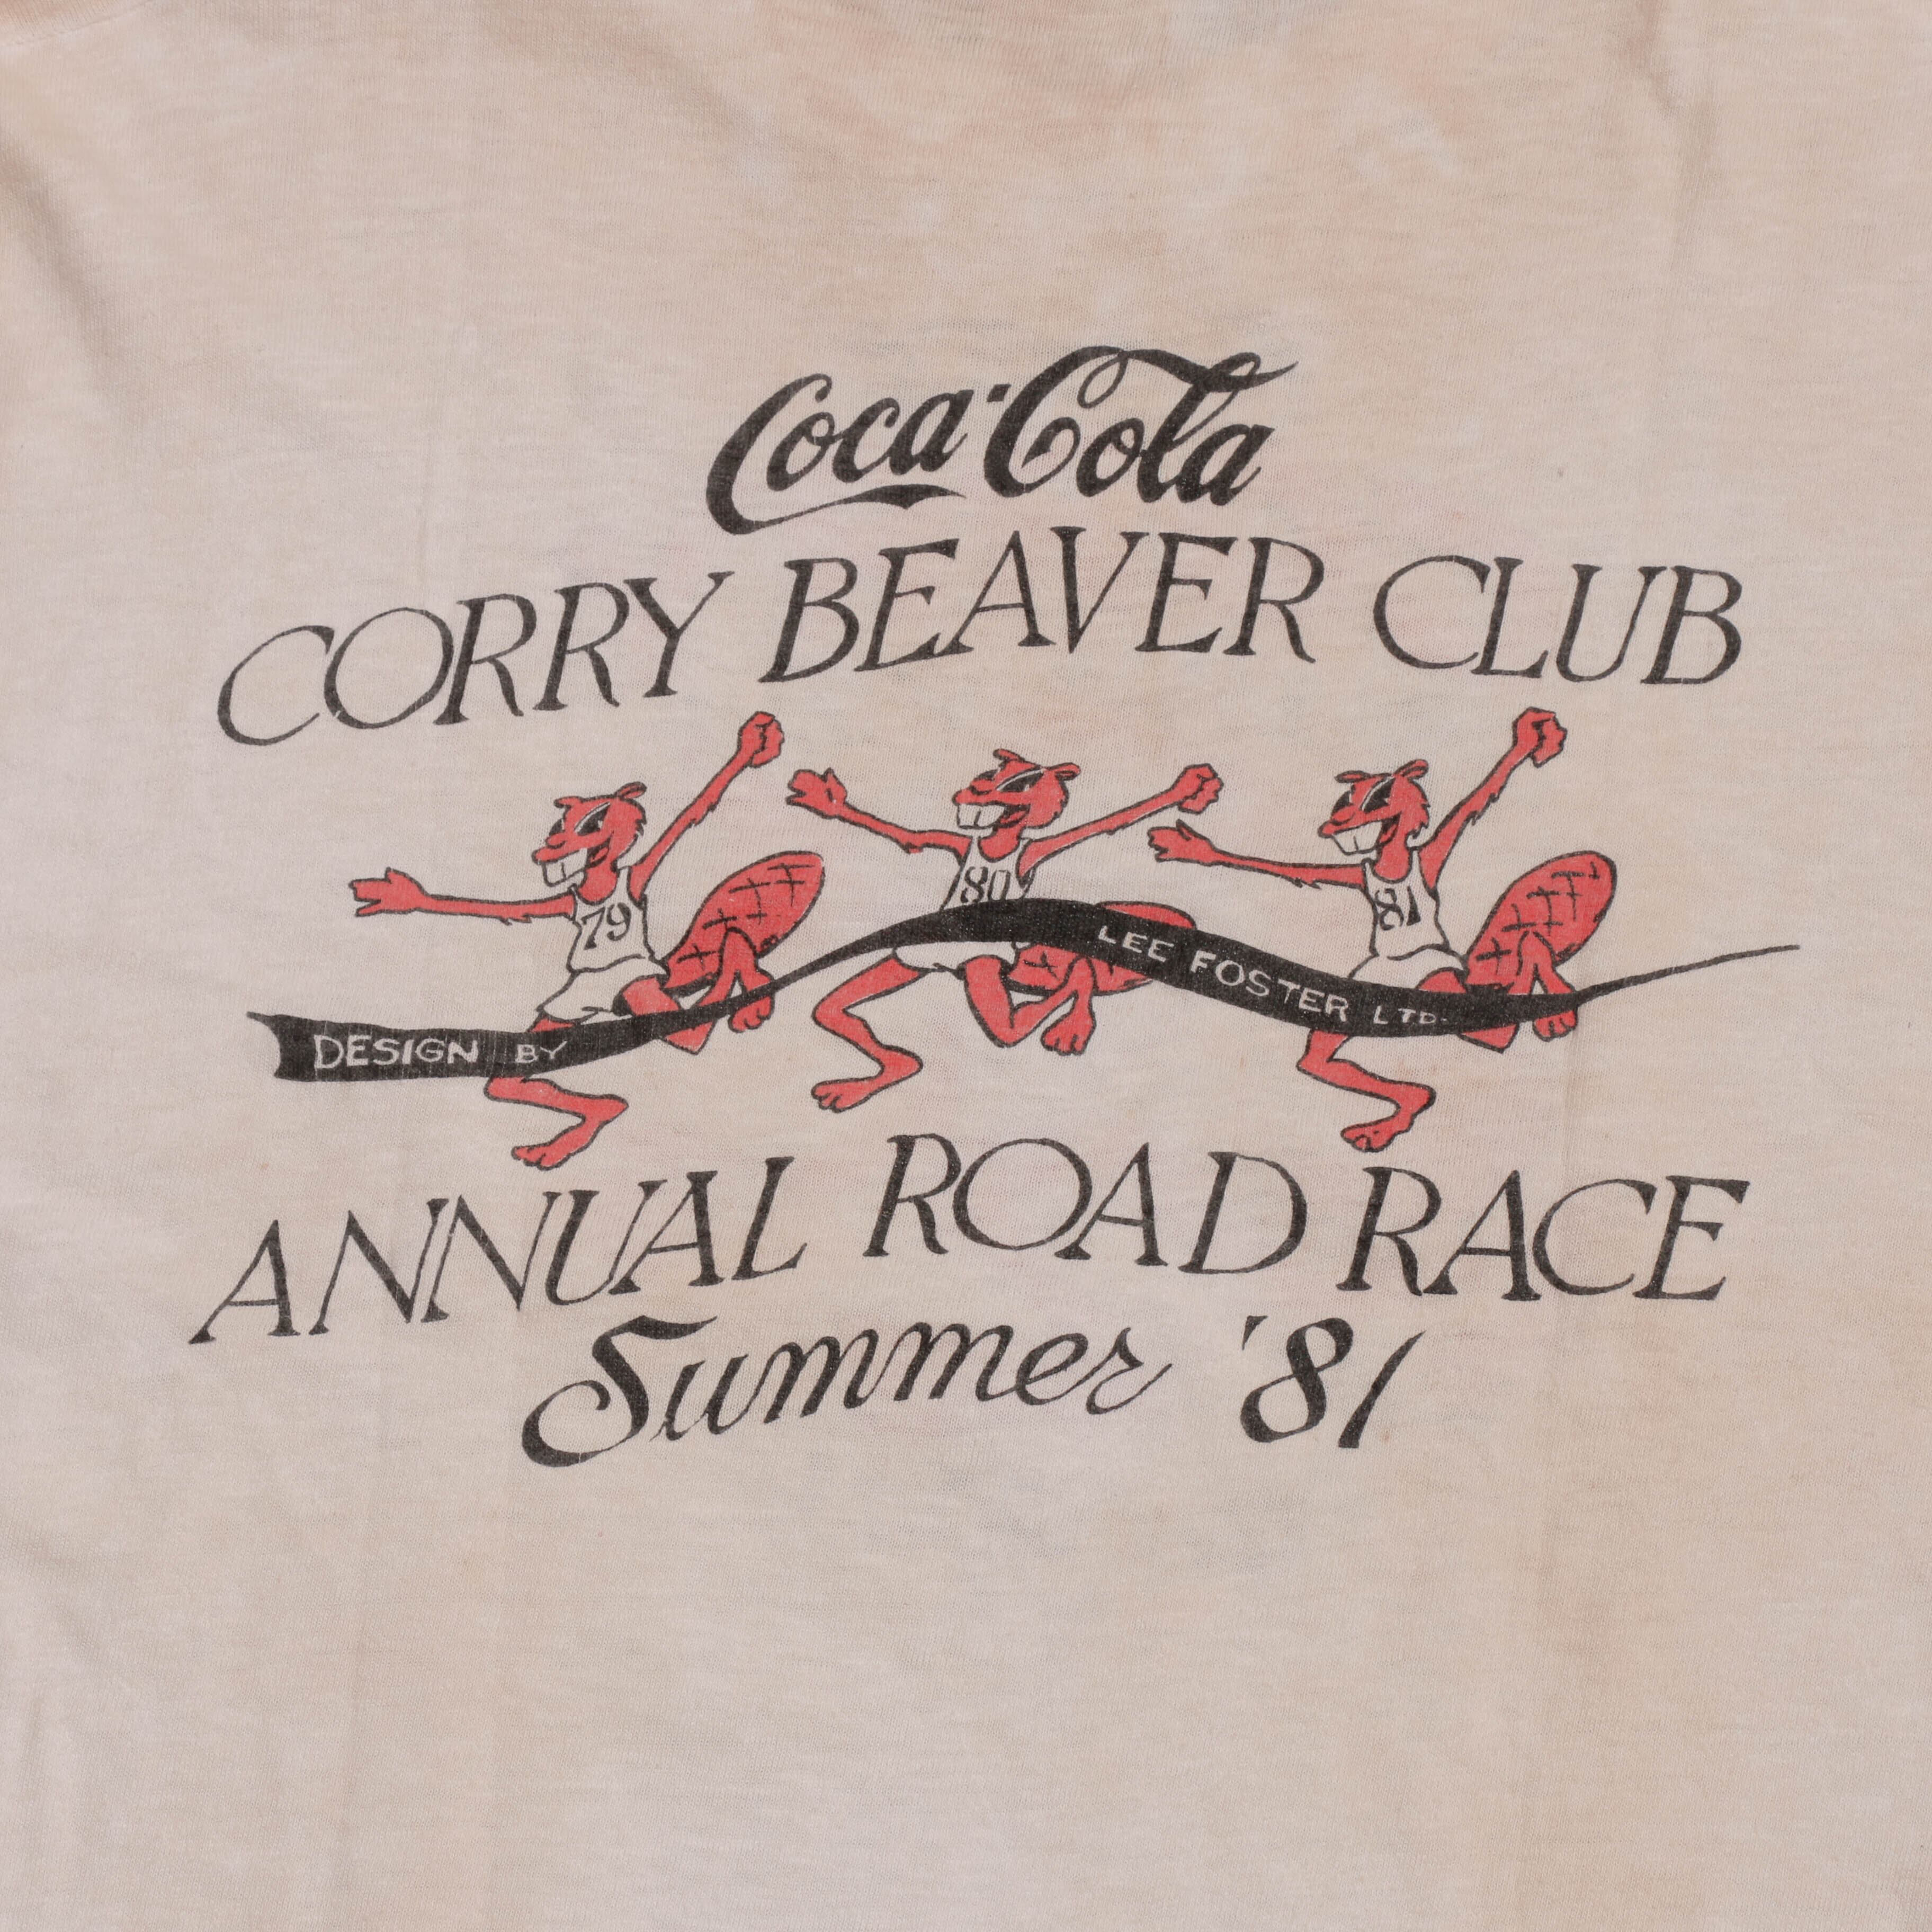 Coca-Cola
CORRY BEAVER CLUB
79
80
81
DESIGN BY LEE FOSTER LTD.
ANNUAL ROAD RACE
Summer '81